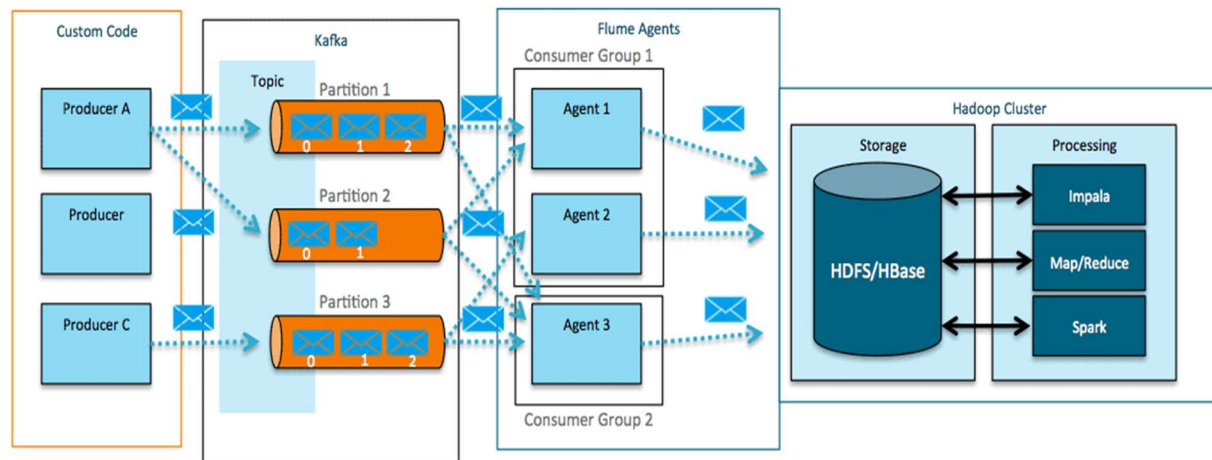 Custom Code
Producer A
Producer
Producer C
Kafka
Topic
Partition 1
0 1 2
Partition 2
0 1
Partition 3
0 1 2
Flume Agents
Consumer Group 1
Agent 1
Agent 2
Agent 3
Consumer Group 2
Hadoop Cluster
Storage
HDFS/HBase
Processing
Impala
Map/Reduce
Spark